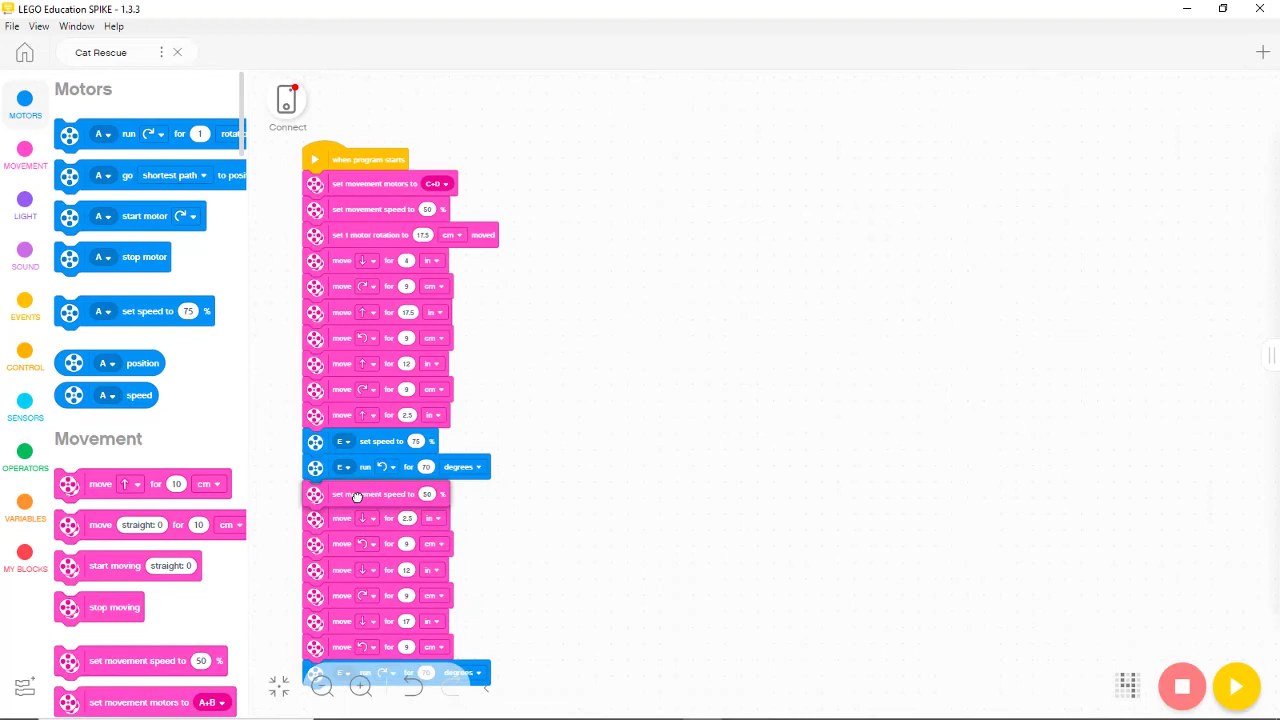 LEGO Education SPIKE - 1.3.3
File View Window Help
Cat Rescue
MOTORS
MOVEMENT
LIGHT
SOUND
EVENTS
CONTROL
SENSORS
OPERATORS
VARIABLES
MY BLOCKS
Motors
A run for 1 rotat
A go shortest path to posi
A start motor
A stop motor
A set speed to 75 %
A position
A speed
Movement
move for 10 cm
move straight: 0 for 10 cm
start moving straight: 0
stop moving
set movement speed to 50 %
set movement motors to A+B
Connect
when program starts
set movement motors to C+D
set movement speed to 50 %
set 1 motor rotation to 17.5 cm moved
move for 4 in
move for 9 cm
move for 17.5 in
move for 9 cm
move for 12 in
move for 9 cm
move for 2.5 in
E set speed to 75 %
E run for 70 degrees
set movement speed to 50 %
move for 2.5 in
move for 9 cm
move for 12 in
move for 9 cm
move for 17 in
move for 9 cm
E run for 70 degrees